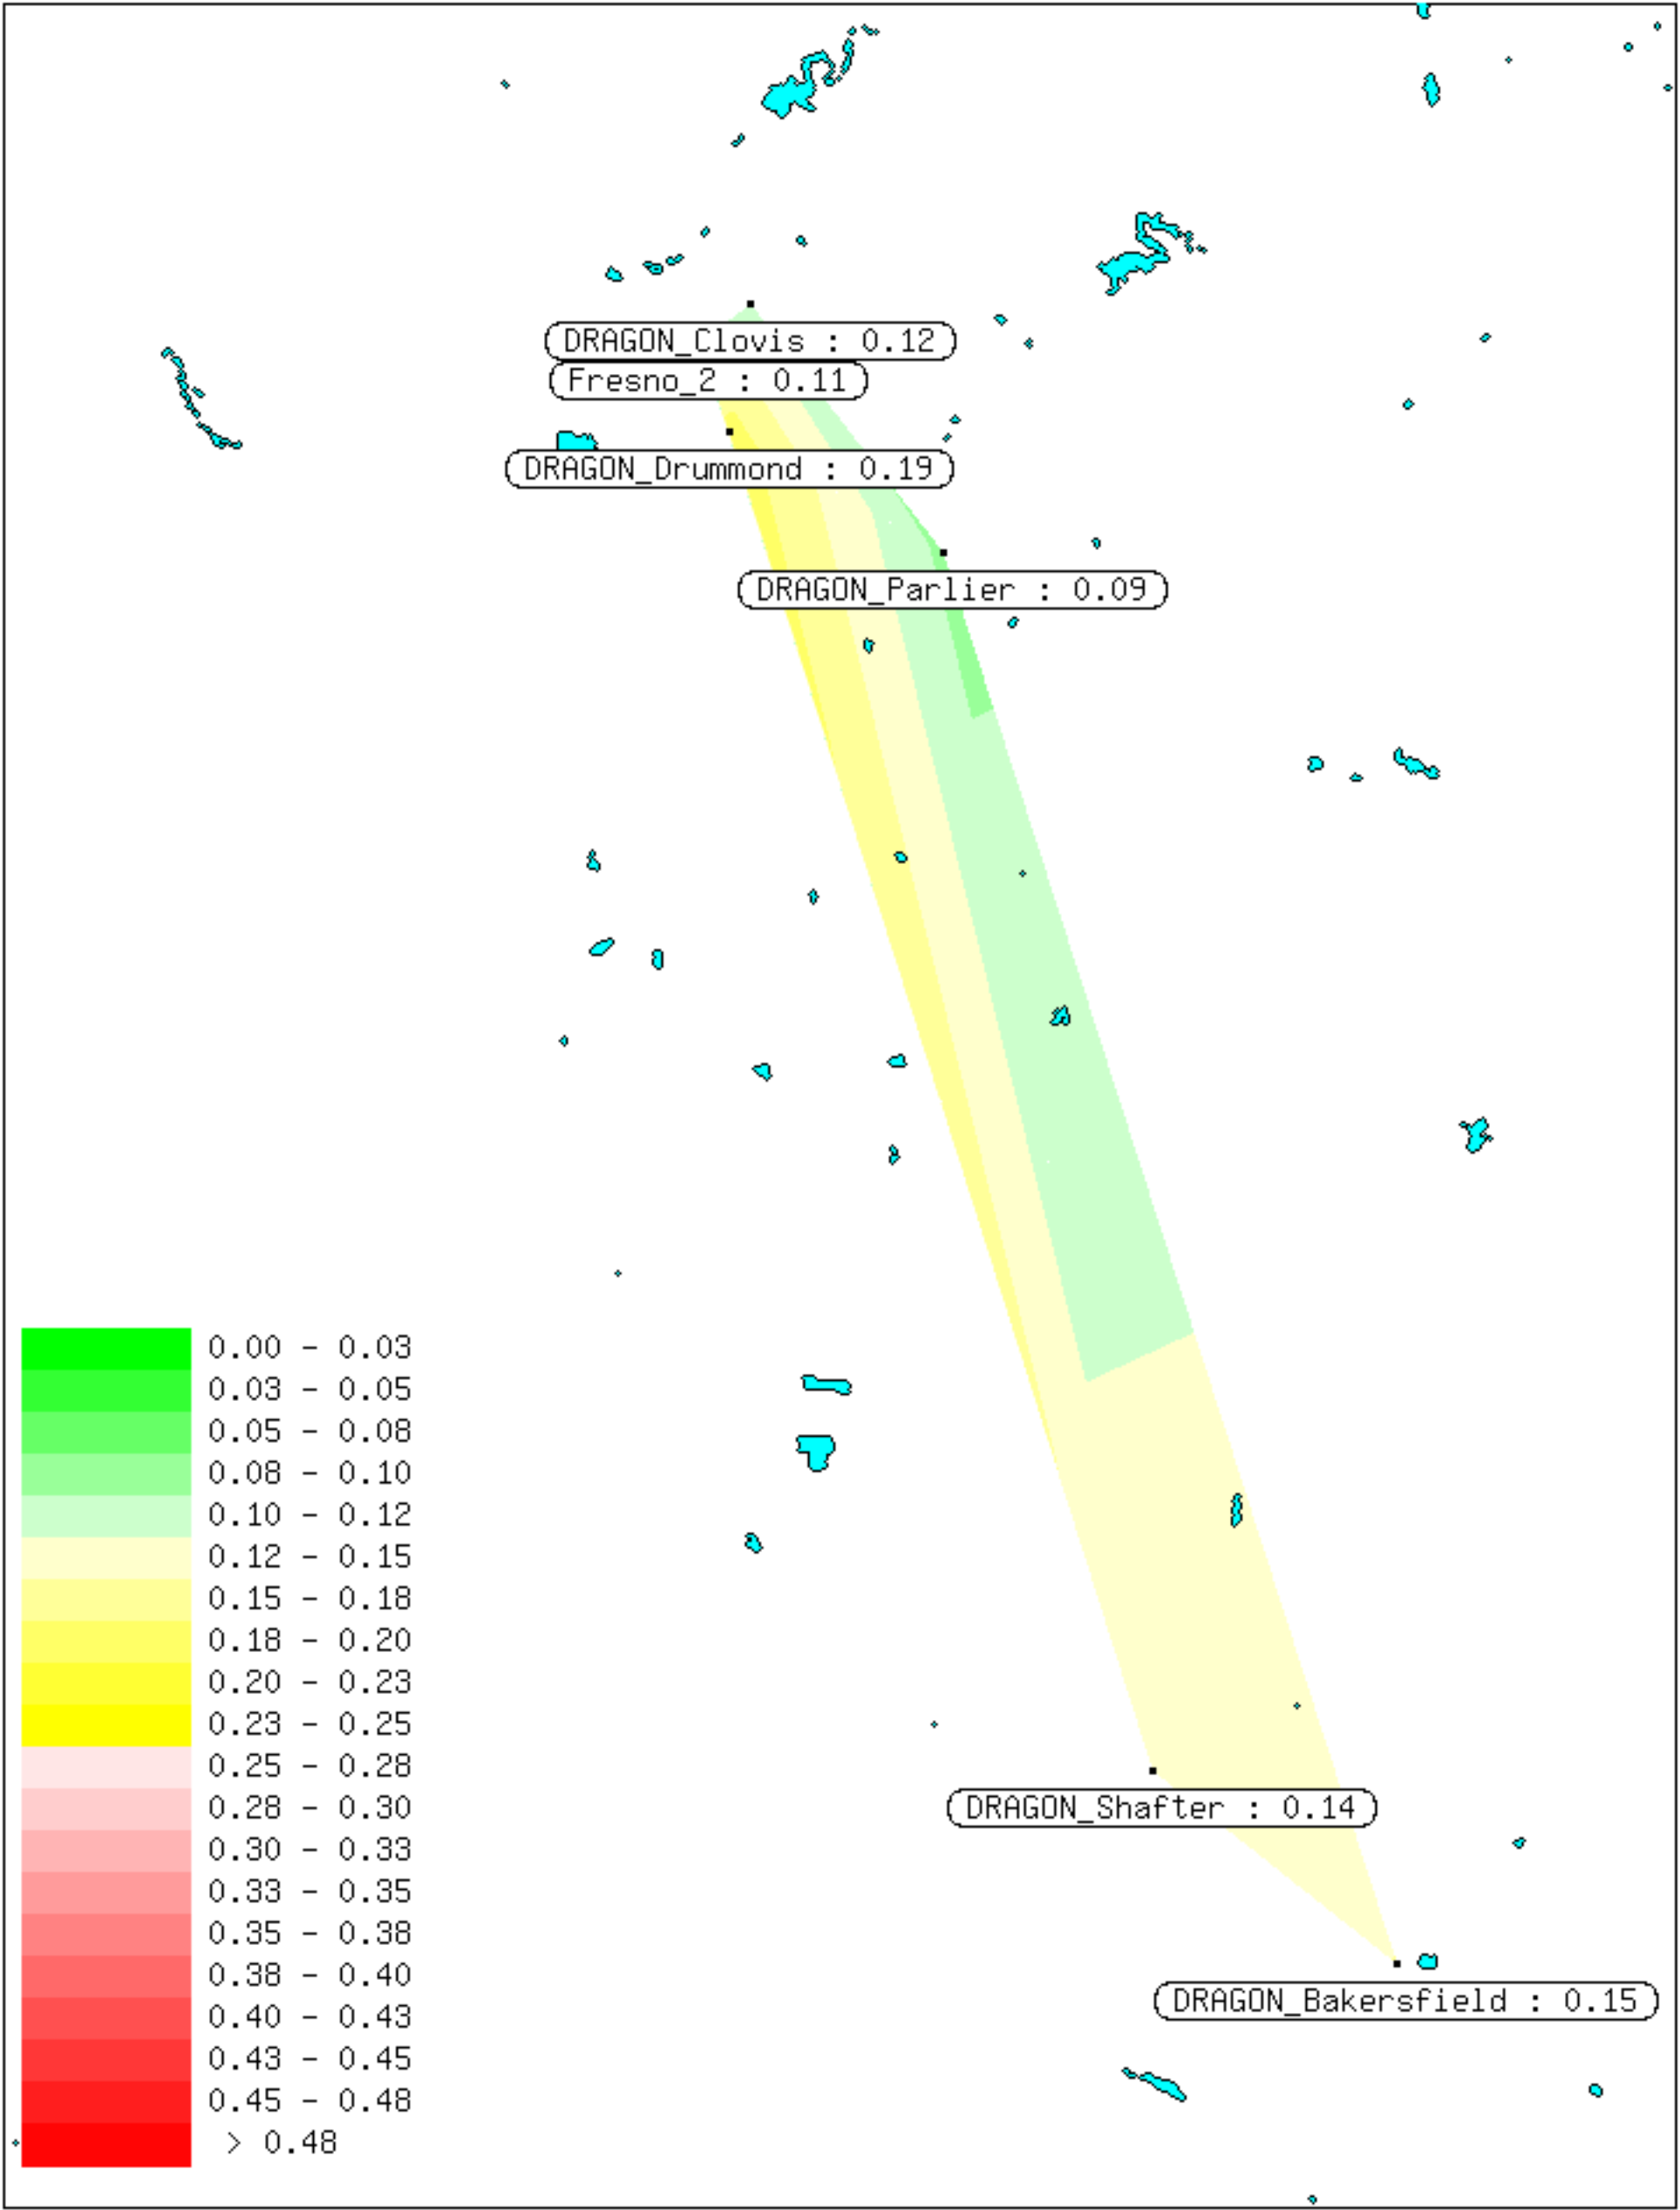 DRAGON_Clovis : 0.12
Fresno_2 : 0.11
DRAGON_Drummond : 0.19
DRAGON_Parlier : 0.09
0.00 - 0.03
0.03 - 0.05
0.05 - 0.08
0.08 - 0.10
0.10 - 0.12
0.12 - 0.15
0.15 - 0.18
0.18 - 0.20
0.20 - 0.23
0.23 - 0.25
0.25 - 0.28
0.28 - 0.30
0.30 - 0.33
0.33 - 0.35
0.35 - 0.38
0.38 - 0.40
0.40 - 0.43
0.43 - 0.45
0.45 - 0.48
> 0.48
DRAGON_Shafter : 0.14
DRAGON_Bakersfield : 0.15